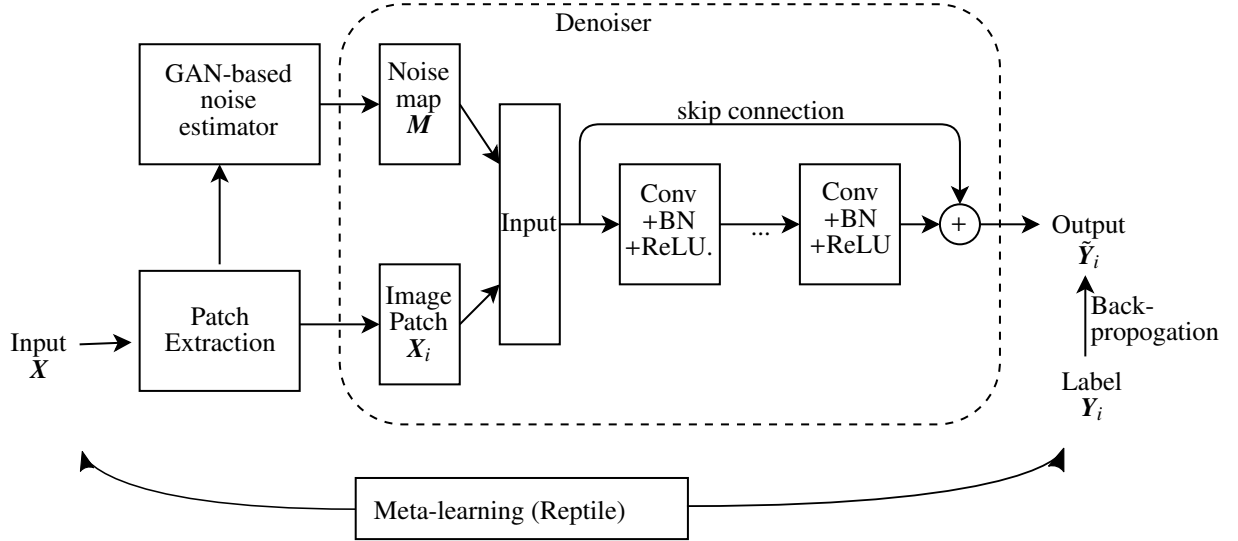 Denoiser
GAN-based
noise
estimator
Noise
map
M
skip connection
Input
Conv
+BN
+ReLU.
...
Conv
+BN
+ReLU
+
Output
Ỹᵢ
Back-
propogation
Label
Yᵢ
Patch
Extraction
Image
Patch
Xᵢ
Input
X
Meta-learning (Reptile)